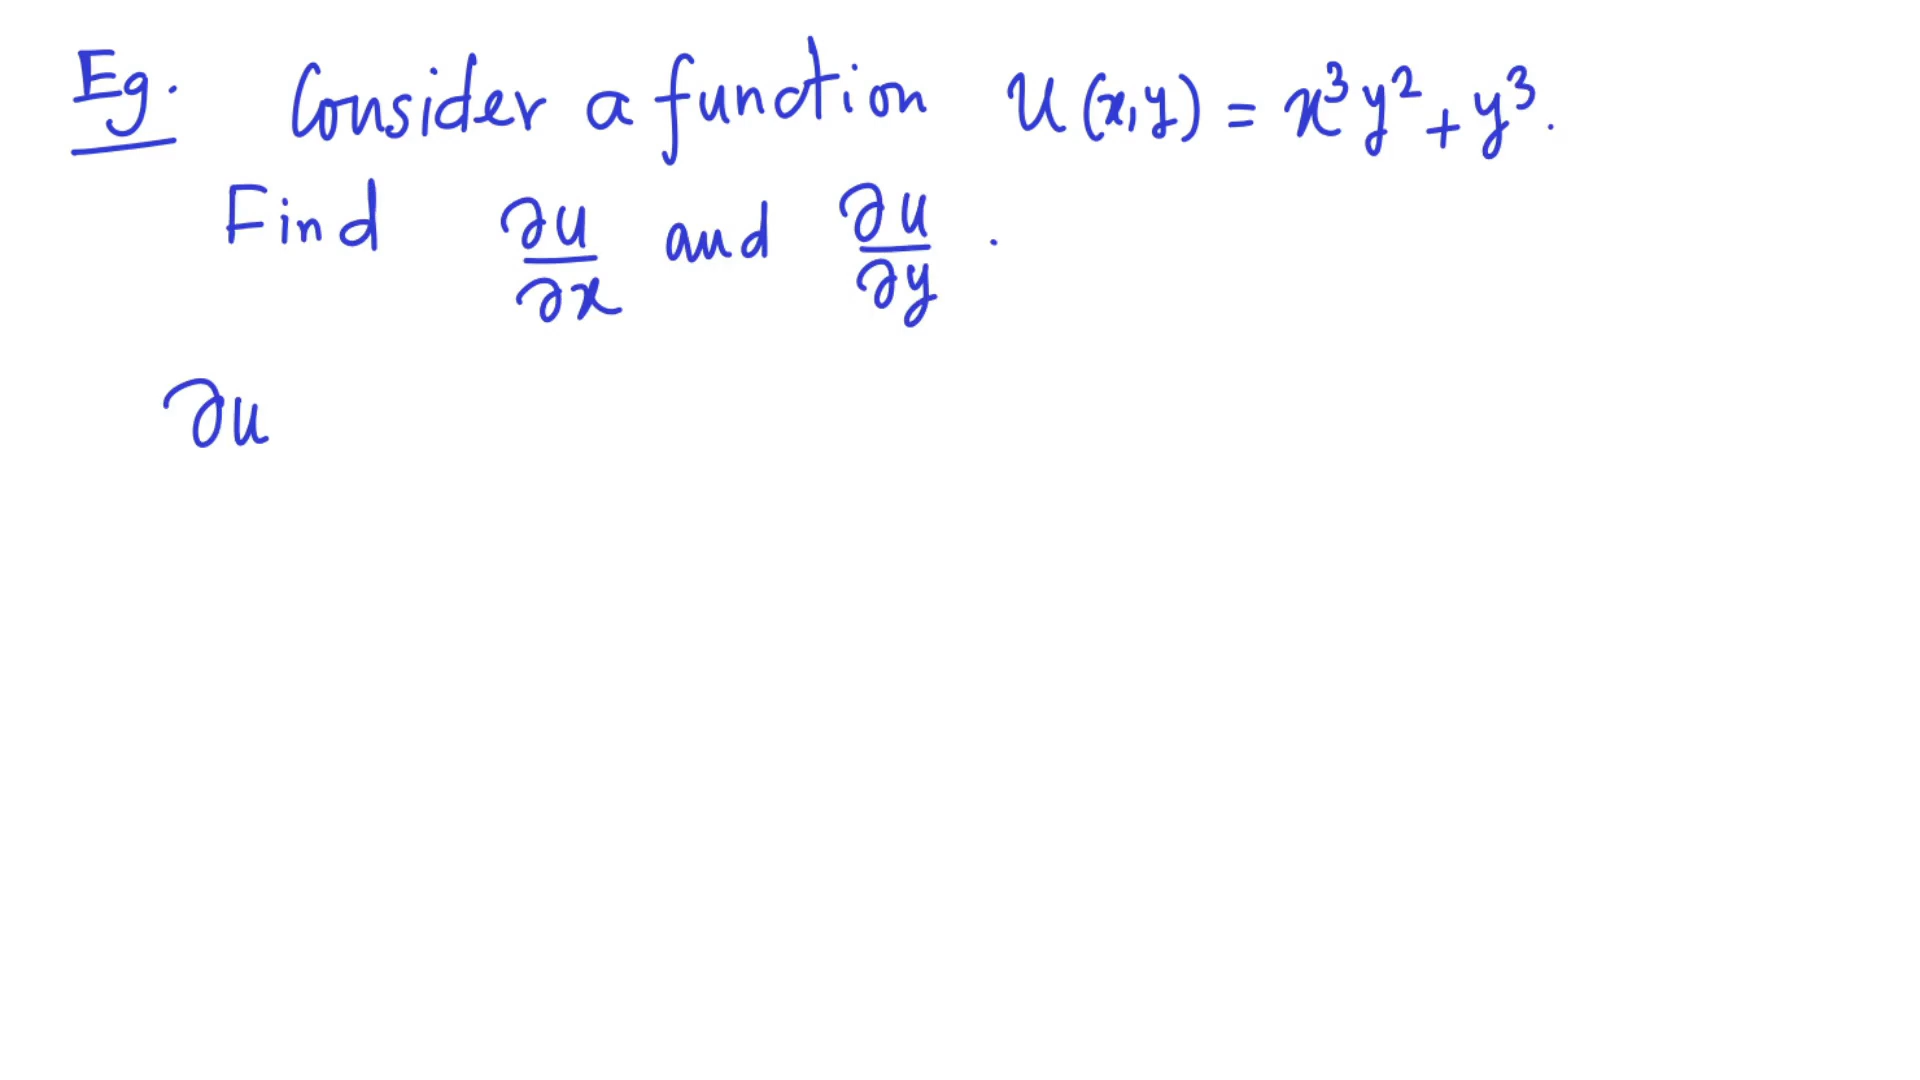 Eg. Consider a function u(x,y) = x³y² + y³.
Find ∂u/∂x and ∂u/∂y .
∂u